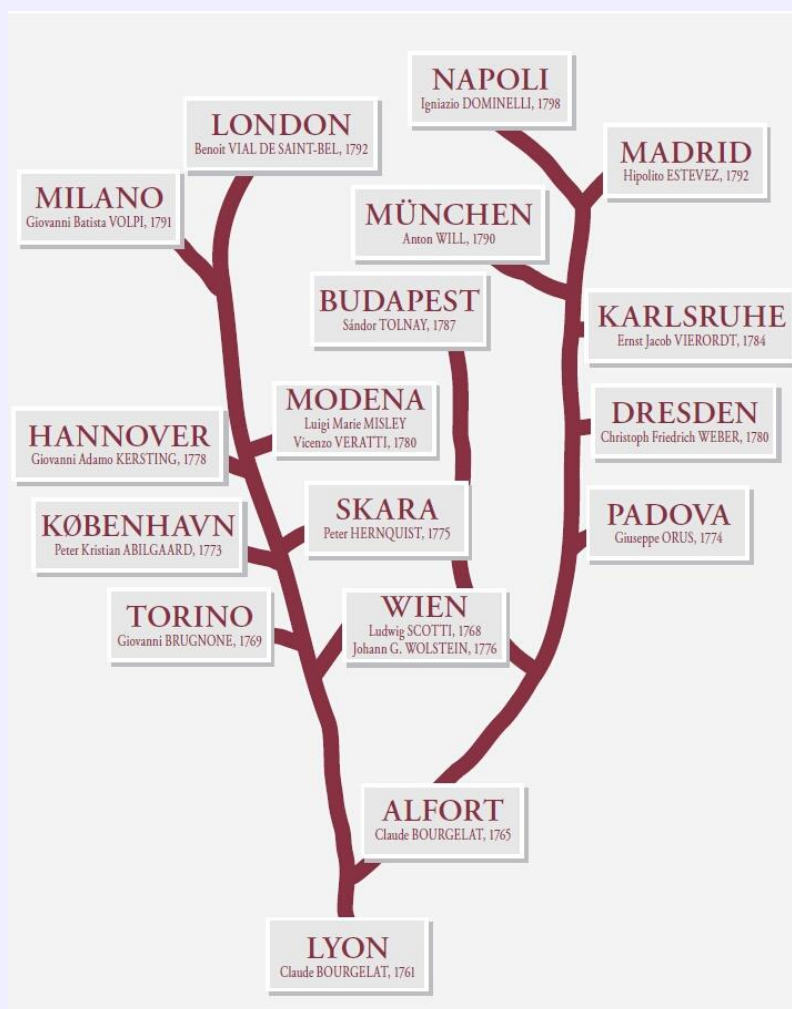 NAPOLI
Igniazio DOMINELLI, 1798
LONDON
Benoit VIAL DE SAINT-BEL, 1792
MADRID
Hipolito ESTEVEZ, 1792
MILANO
Giovanni Batista VOLPI, 1791
MÜNCHEN
Anton WILL, 1790
BUDAPEST
Sándor TOLNAY, 1787
KARLSRUHE
Ernst Jacob VIERORDT, 1784
MODENA
Luigi Marie MISLEY
Vicenzo VERATTI, 1780
DRESDEN
Christoph Friedrich WEBER, 1780
HANNOVER
Giovanni Adamo KERSTING, 1778
SKARA
Peter HERNQUIST, 1775
PADOVA
Giuseppe ORUS, 1774
KØBENHAVN
Peter Kristian ABILGAARD, 1773
WIEN
Ludwig SCOTTI, 1768
Johann G. WOLSTEIN, 1776
TORINO
Giovanni BRUGNONE, 1769
ALFORT
Claude BOURGELAT, 1765
LYON
Claude BOURGELAT, 1761